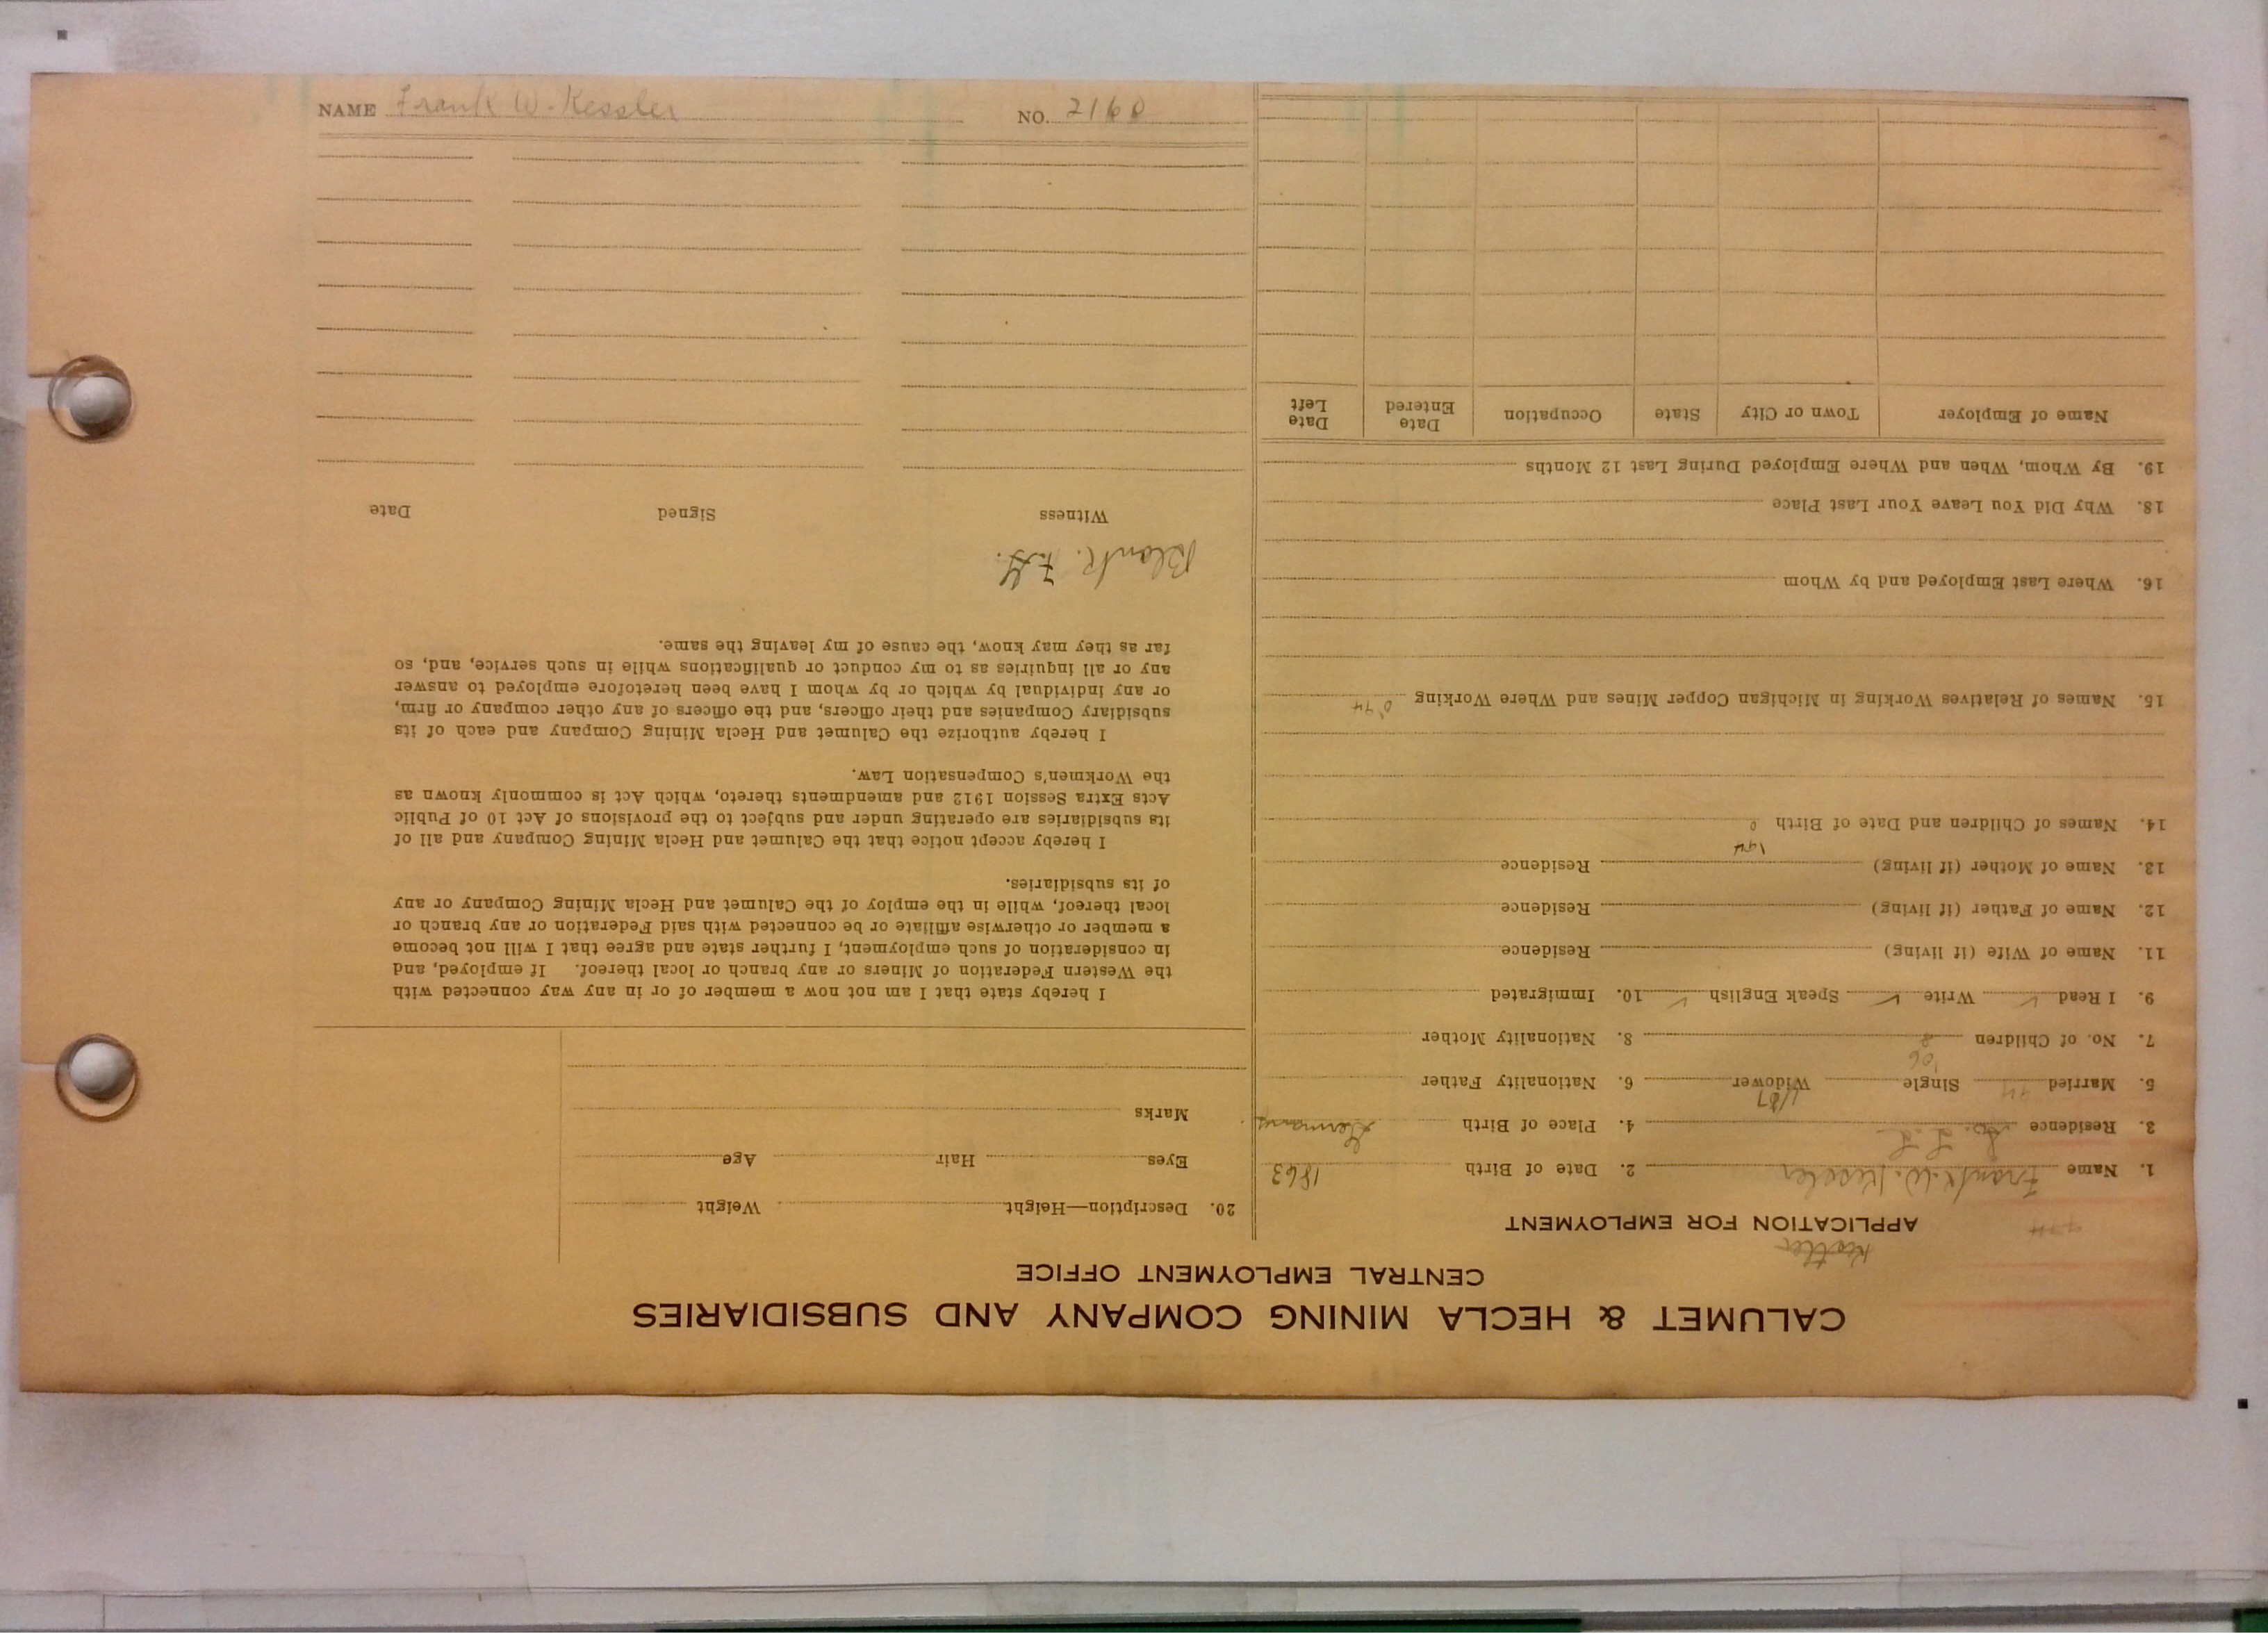 CALUMET & HECLA MINING COMPANY AND SUBSIDIARIES
CENTRAL EMPLOYMENT OFFICE
APPLICATION FOR EMPLOYMENT
1. Name Frank W. Kessler 2. Date of Birth 1863
3. Residence 4. Place of Birth Germany
5. Married Single Widower 6. Nationality Father
7. No. of Children 8 8. Nationality Mother
9. I Read ✓ Write ✓ Speak English ✓ 10. Immigrated
11. Name of Wife (if living) Residence
12. Name of Father (if living) Residence
13. Name of Mother (if living) Residence
14. Names of Children and Date of Birth
15. Names of Relatives Working in Michigan Copper Mines and Where Working
16. Where Last Employed and by Whom
18. Why Did You Leave Your Last Place
19. By Whom, When and Where Employed During Last 12 Months
Name of Employer Town or City State Occupation Date Entered Date Left
20. Description—Height Weight
Eyes Hair Age
Marks
I hereby state that I am not now a member of or in any way connected with
the Western Federation of Miners or any branch or local thereof. If employed, and
in consideration of such employment, I further state and agree that I will not become
a member or otherwise affiliate or be connected with said Federation or any branch or
local thereof, while in the employ of the Calumet and Hecla Mining Company or any
of its subsidiaries.
I hereby accept notice that the Calumet and Hecla Mining Company and all of
its subsidiaries are operating under and subject to the provisions of Act 10 of Public
Acts Extra Session 1912 and amendments thereto, which Act is commonly known as
the Workmen's Compensation Law.
I hereby authorize the Calumet and Hecla Mining Company and each of its
subsidiary Companies and their officers, and the officers of any other company or firm,
or any individual by which or by whom I have been heretofore employed to answer
any or all inquiries as to my conduct or qualifications while in such service, and, so
far as they may know, the cause of my leaving the same.
Blank.
Witness Signed Date
NAME Frank W. Kessler NO. 2160